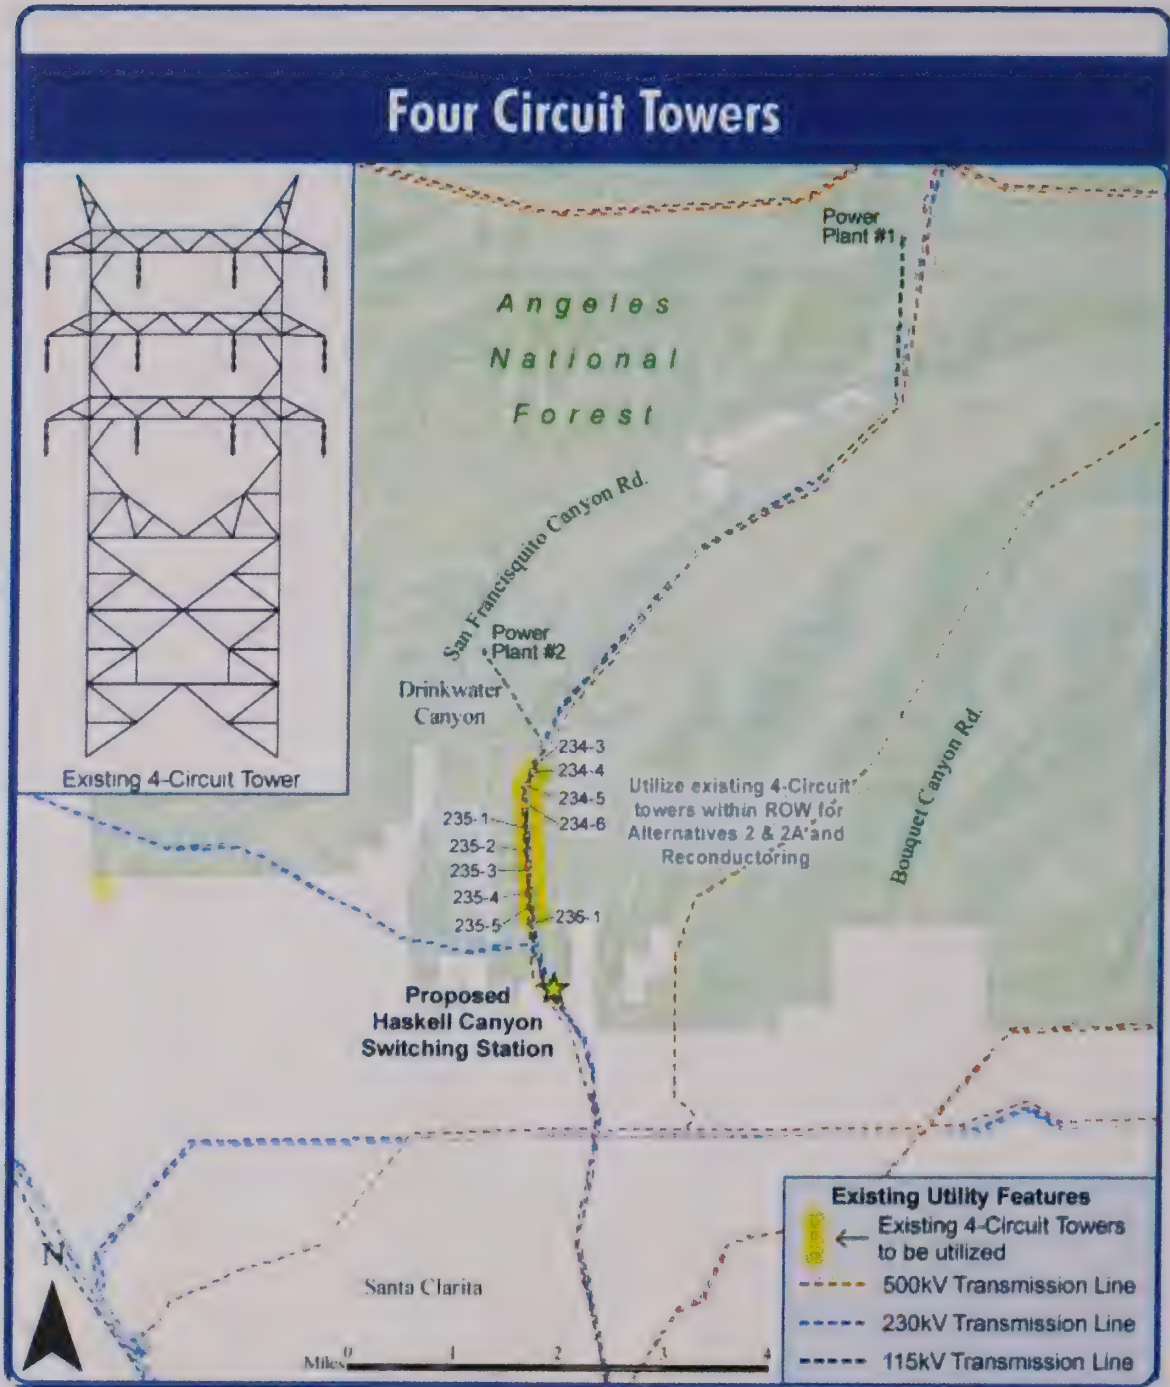 Four Circuit Towers
Existing 4-Circuit Tower
Power
Plant #1
Angeles
National
Forest
San Francisquito Canyon Rd.
Power
Plant #2
Drinkwater
Canyon
234-3
234-4
234-5
234-6
235-1
235-2
235-3
235-4
235-5
236-1
Utilize existing 4-Circuit
towers within ROW for
Alternatives 2 & 2A and
Reconductoring
Bouquet Canyon Rd.
Proposed
Haskell Canyon
Switching Station
Santa Clarita
N
Miles
0 1 2 3 4
Existing Utility Features
Existing 4-Circuit Towers
to be utilized
500kV Transmission Line
230kV Transmission Line
115kV Transmission Line